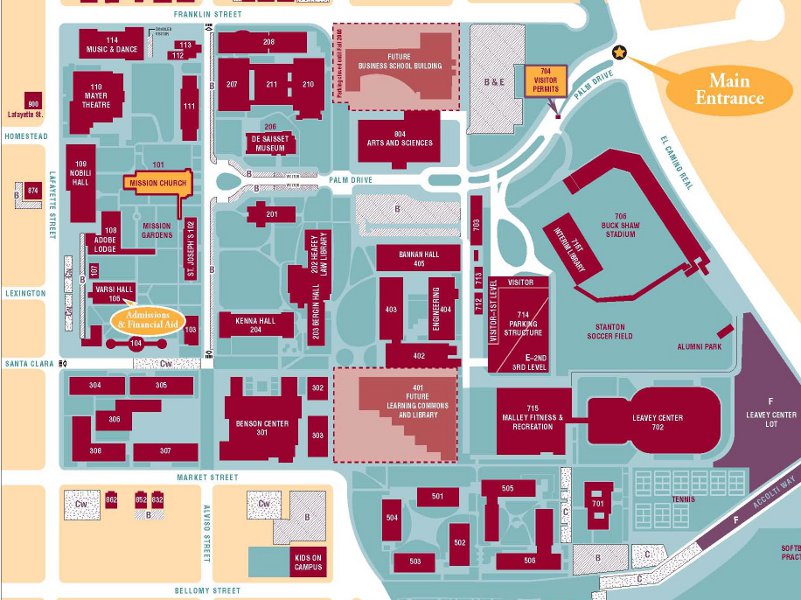 FRANKLIN STREET
114
MUSIC & DANCE
113
112
208
207
211
210
Parking closed until Fall 2008
FUTURE
BUSINESS SCHOOL BUILDING
B & E
704
VISITOR
PERMITS
PALM DRIVE
Main
Entrance
900
Lafayette St.
110
MAYER
THEATRE
111
B
206
DE SAISSET
MUSEUM
804
ARTS AND SCIENCES
HOMESTEAD
EL CAMINO REAL
109
NOBILI
HALL
101
MISSION CHURCH
B
B
PALM DRIVE
874
B
LAFAYETTE STREET
108
ADOBE
LODGE
MISSION
GARDENS
ST. JOSEPH'S 102
201
B
703
706
BUCK SHAW
STADIUM
716T
INTERIM LIBRARY
202 HEAFEY
LAW LIBRARY
BANNAN HALL
405
107
B
B
Cw
Cw
713
712
VISITOR
VISITOR–1ST LEVEL
714
PARKING
STRUCTURE
E–2ND
3RD LEVEL
LEXINGTON
VARSI HALL
106
Admissions
& Financial Aid
103
104
KENNA HALL
204
203 BERGIN HALL
403
ENGINEERING
404
402
STANTON
SOCCER FIELD
ALUMNI PARK
SANTA CLARA
Cw
304
305
306
308
307
BENSON CENTER
301
302
303
401
FUTURE
LEARNING COMMONS
AND LIBRARY
715
MALLEY FITNESS &
RECREATION
LEAVEY CENTER
702
F
LEAVEY CENTER
LOT
MARKET STREET
Cw
862
852
832
B
ALVISO STREET
Cw
B
KIDS ON
CAMPUS
501
502
503
504
505
506
701
TENNIS
B
C
C
C
F
ACCOLTI WAY
SOFTB
PRACT
BELLOMY STREET